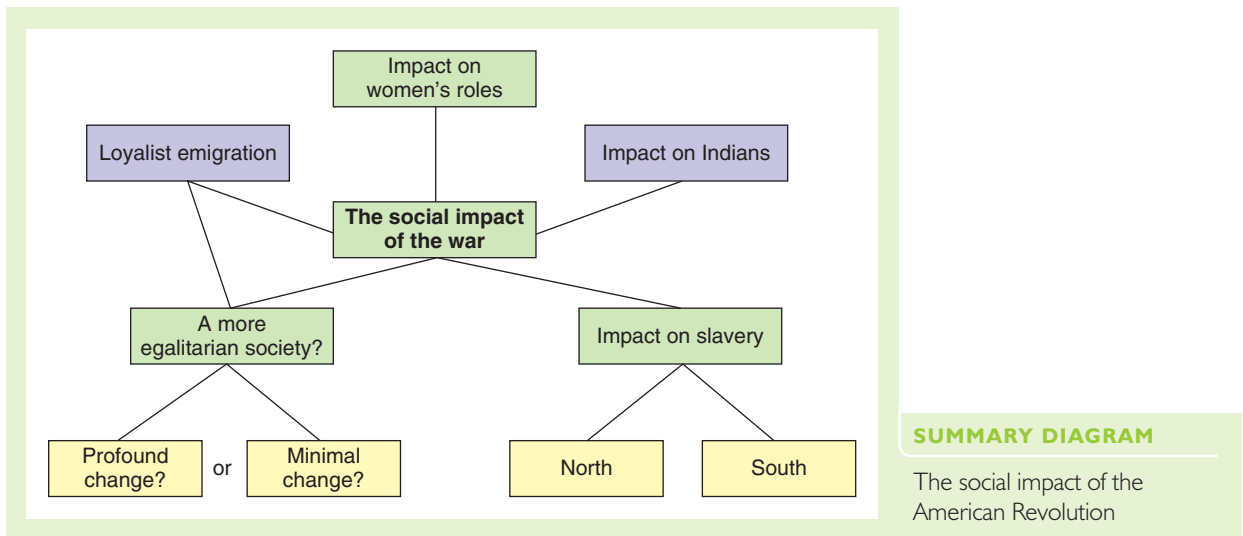 Impact on
women's roles
Loyalist emigration
Impact on Indians
The social impact
of the war
A more
egalitarian society?
Impact on slavery
Profound
change?
or
Minimal
change?
North
South
SUMMARY DIAGRAM
The social impact of the
American Revolution